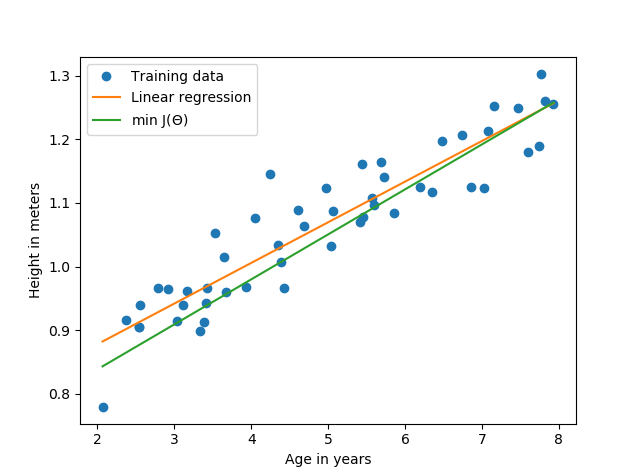 Training data
Linear regression
min J(Θ)
1.3
1.2
1.1
1.0
0.9
0.8
Height in meters
2 3 4 5 6 7 8
Age in years